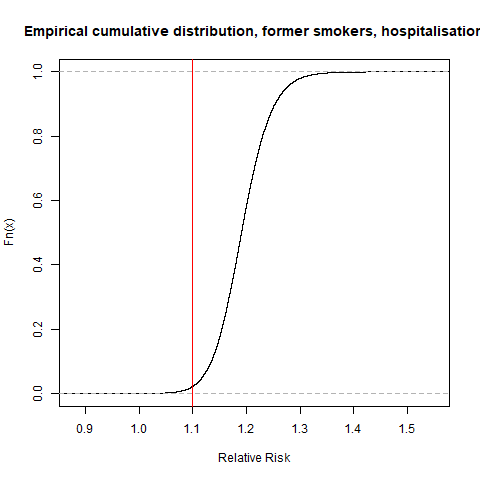 Empirical cumulative distribution, former smokers, hospitalisation
Fn(x)
1.0
0.8
0.6
0.4
0.2
0.0
0.9 1.0 1.1 1.2 1.3 1.4 1.5
Relative Risk